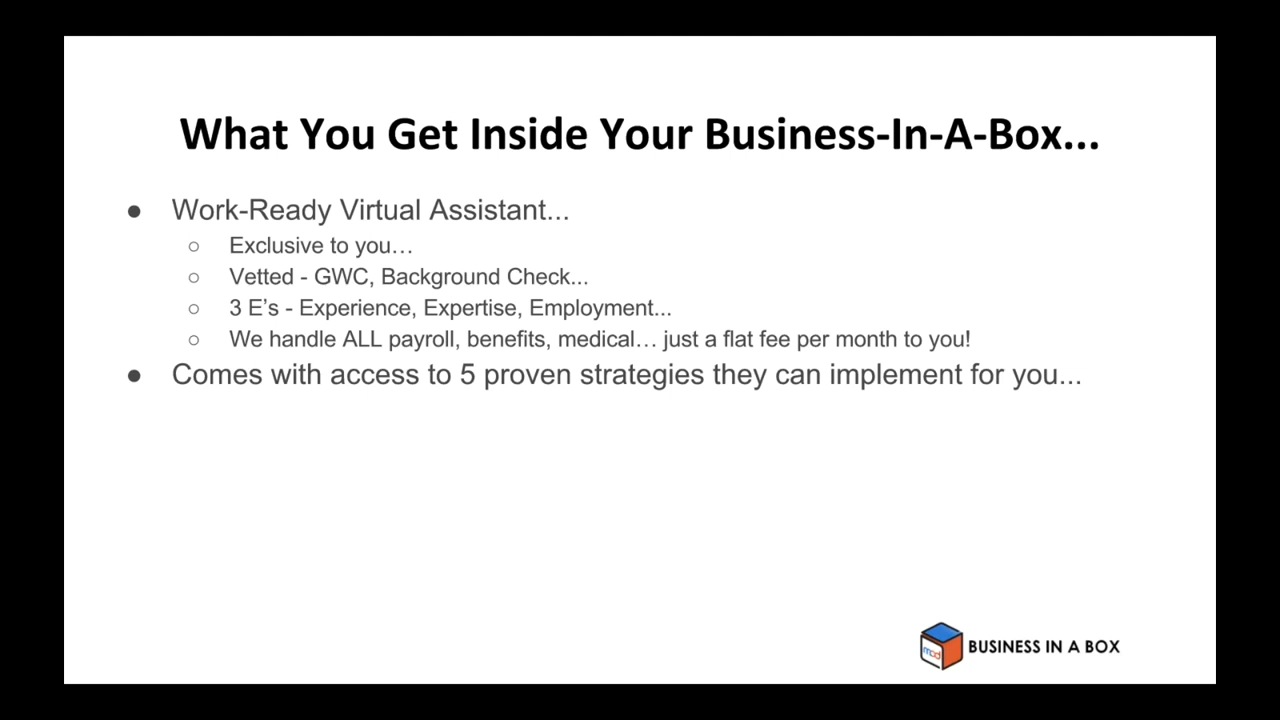 What You Get Inside Your Business-In-A-Box...
● Work-Ready Virtual Assistant...
○ Exclusive to you…
○ Vetted - GWC, Background Check...
○ 3 E’s - Experience, Expertise, Employment...
○ We handle ALL payroll, benefits, medical… just a flat fee per month to you!
● Comes with access to 5 proven strategies they can implement for you...
mad BUSINESS IN A BOX